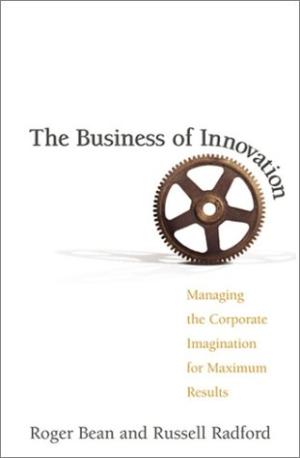 The Business of Innovation
Managing
the Corporate
Imagination
for Maximum
Results
Roger Bean and Russell Radford